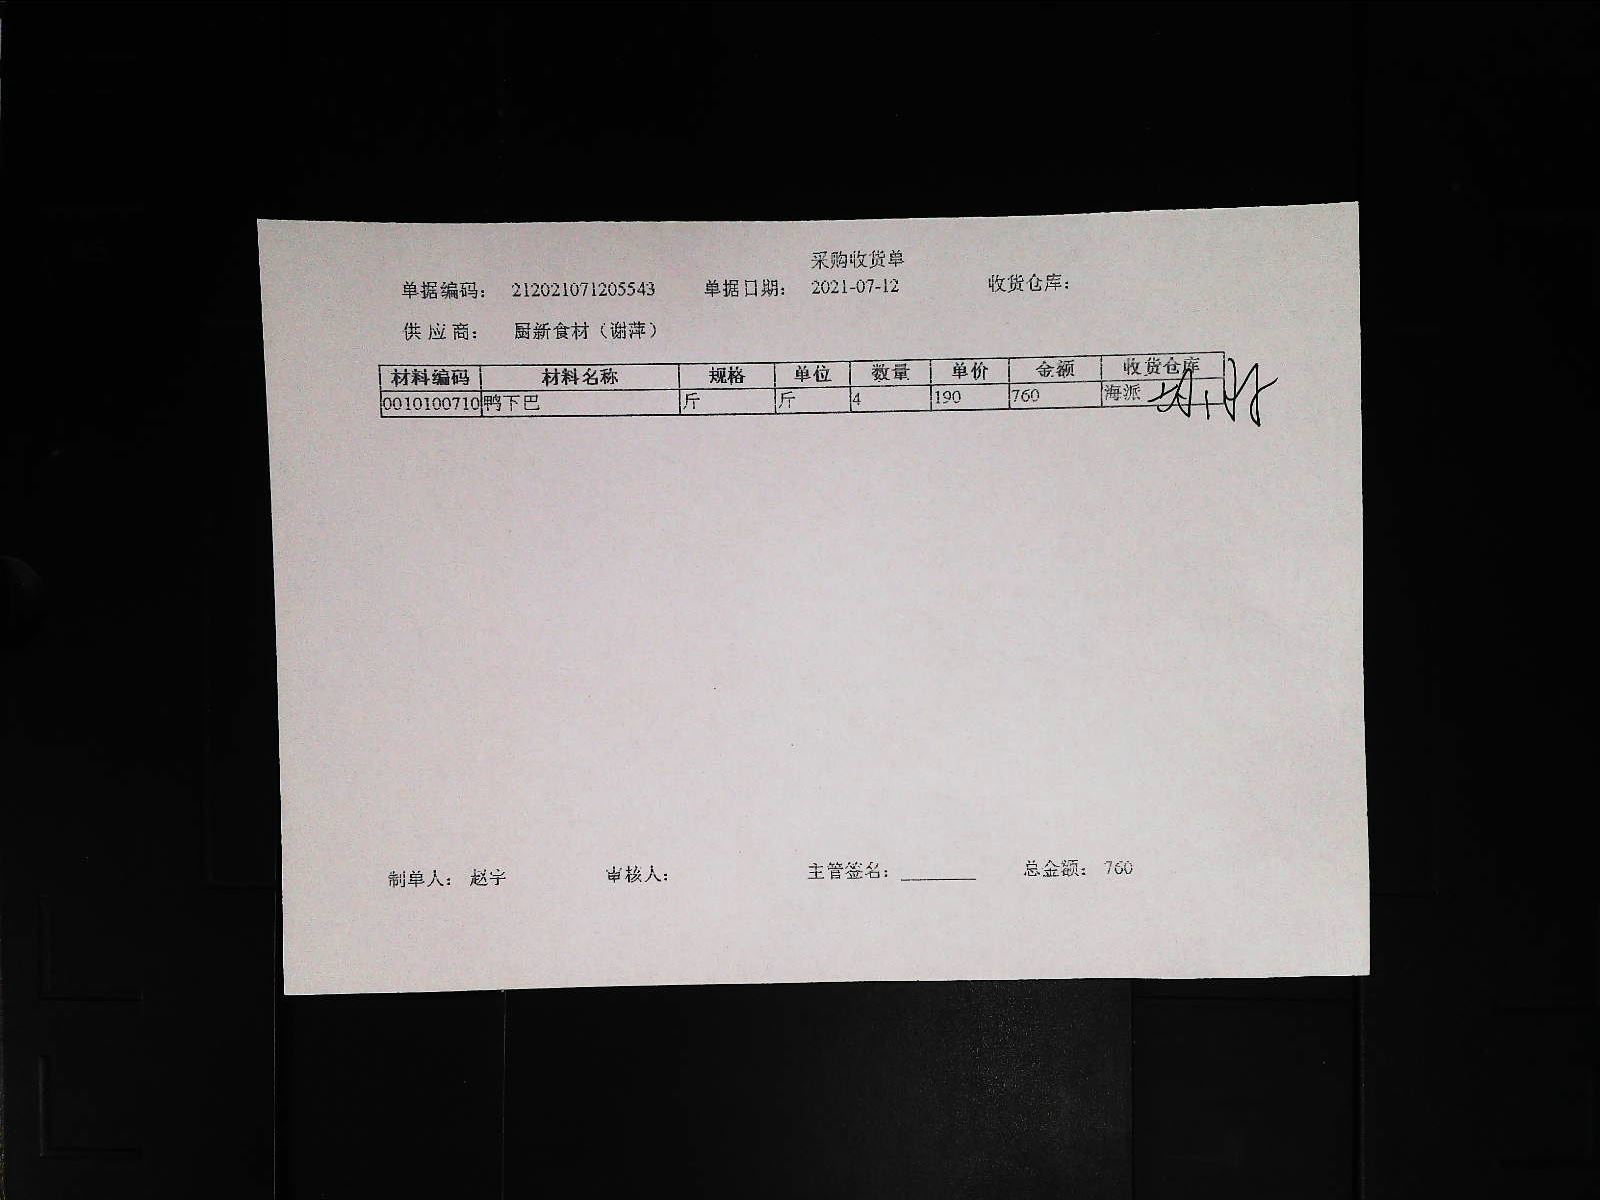 采购收货单
单据编码： 212021071205543 单据日期： 2021-07-12 收货仓库：
供 应 商： 厨新食材（谢萍）
材料编码 材料名称 规格 单位 数量 单价 金额 收货仓库
0010100710 鸭下巴 斤 斤 4 190 760 海派
制单人： 赵宇 审核人： 主管签名： ________ 总金额： 760